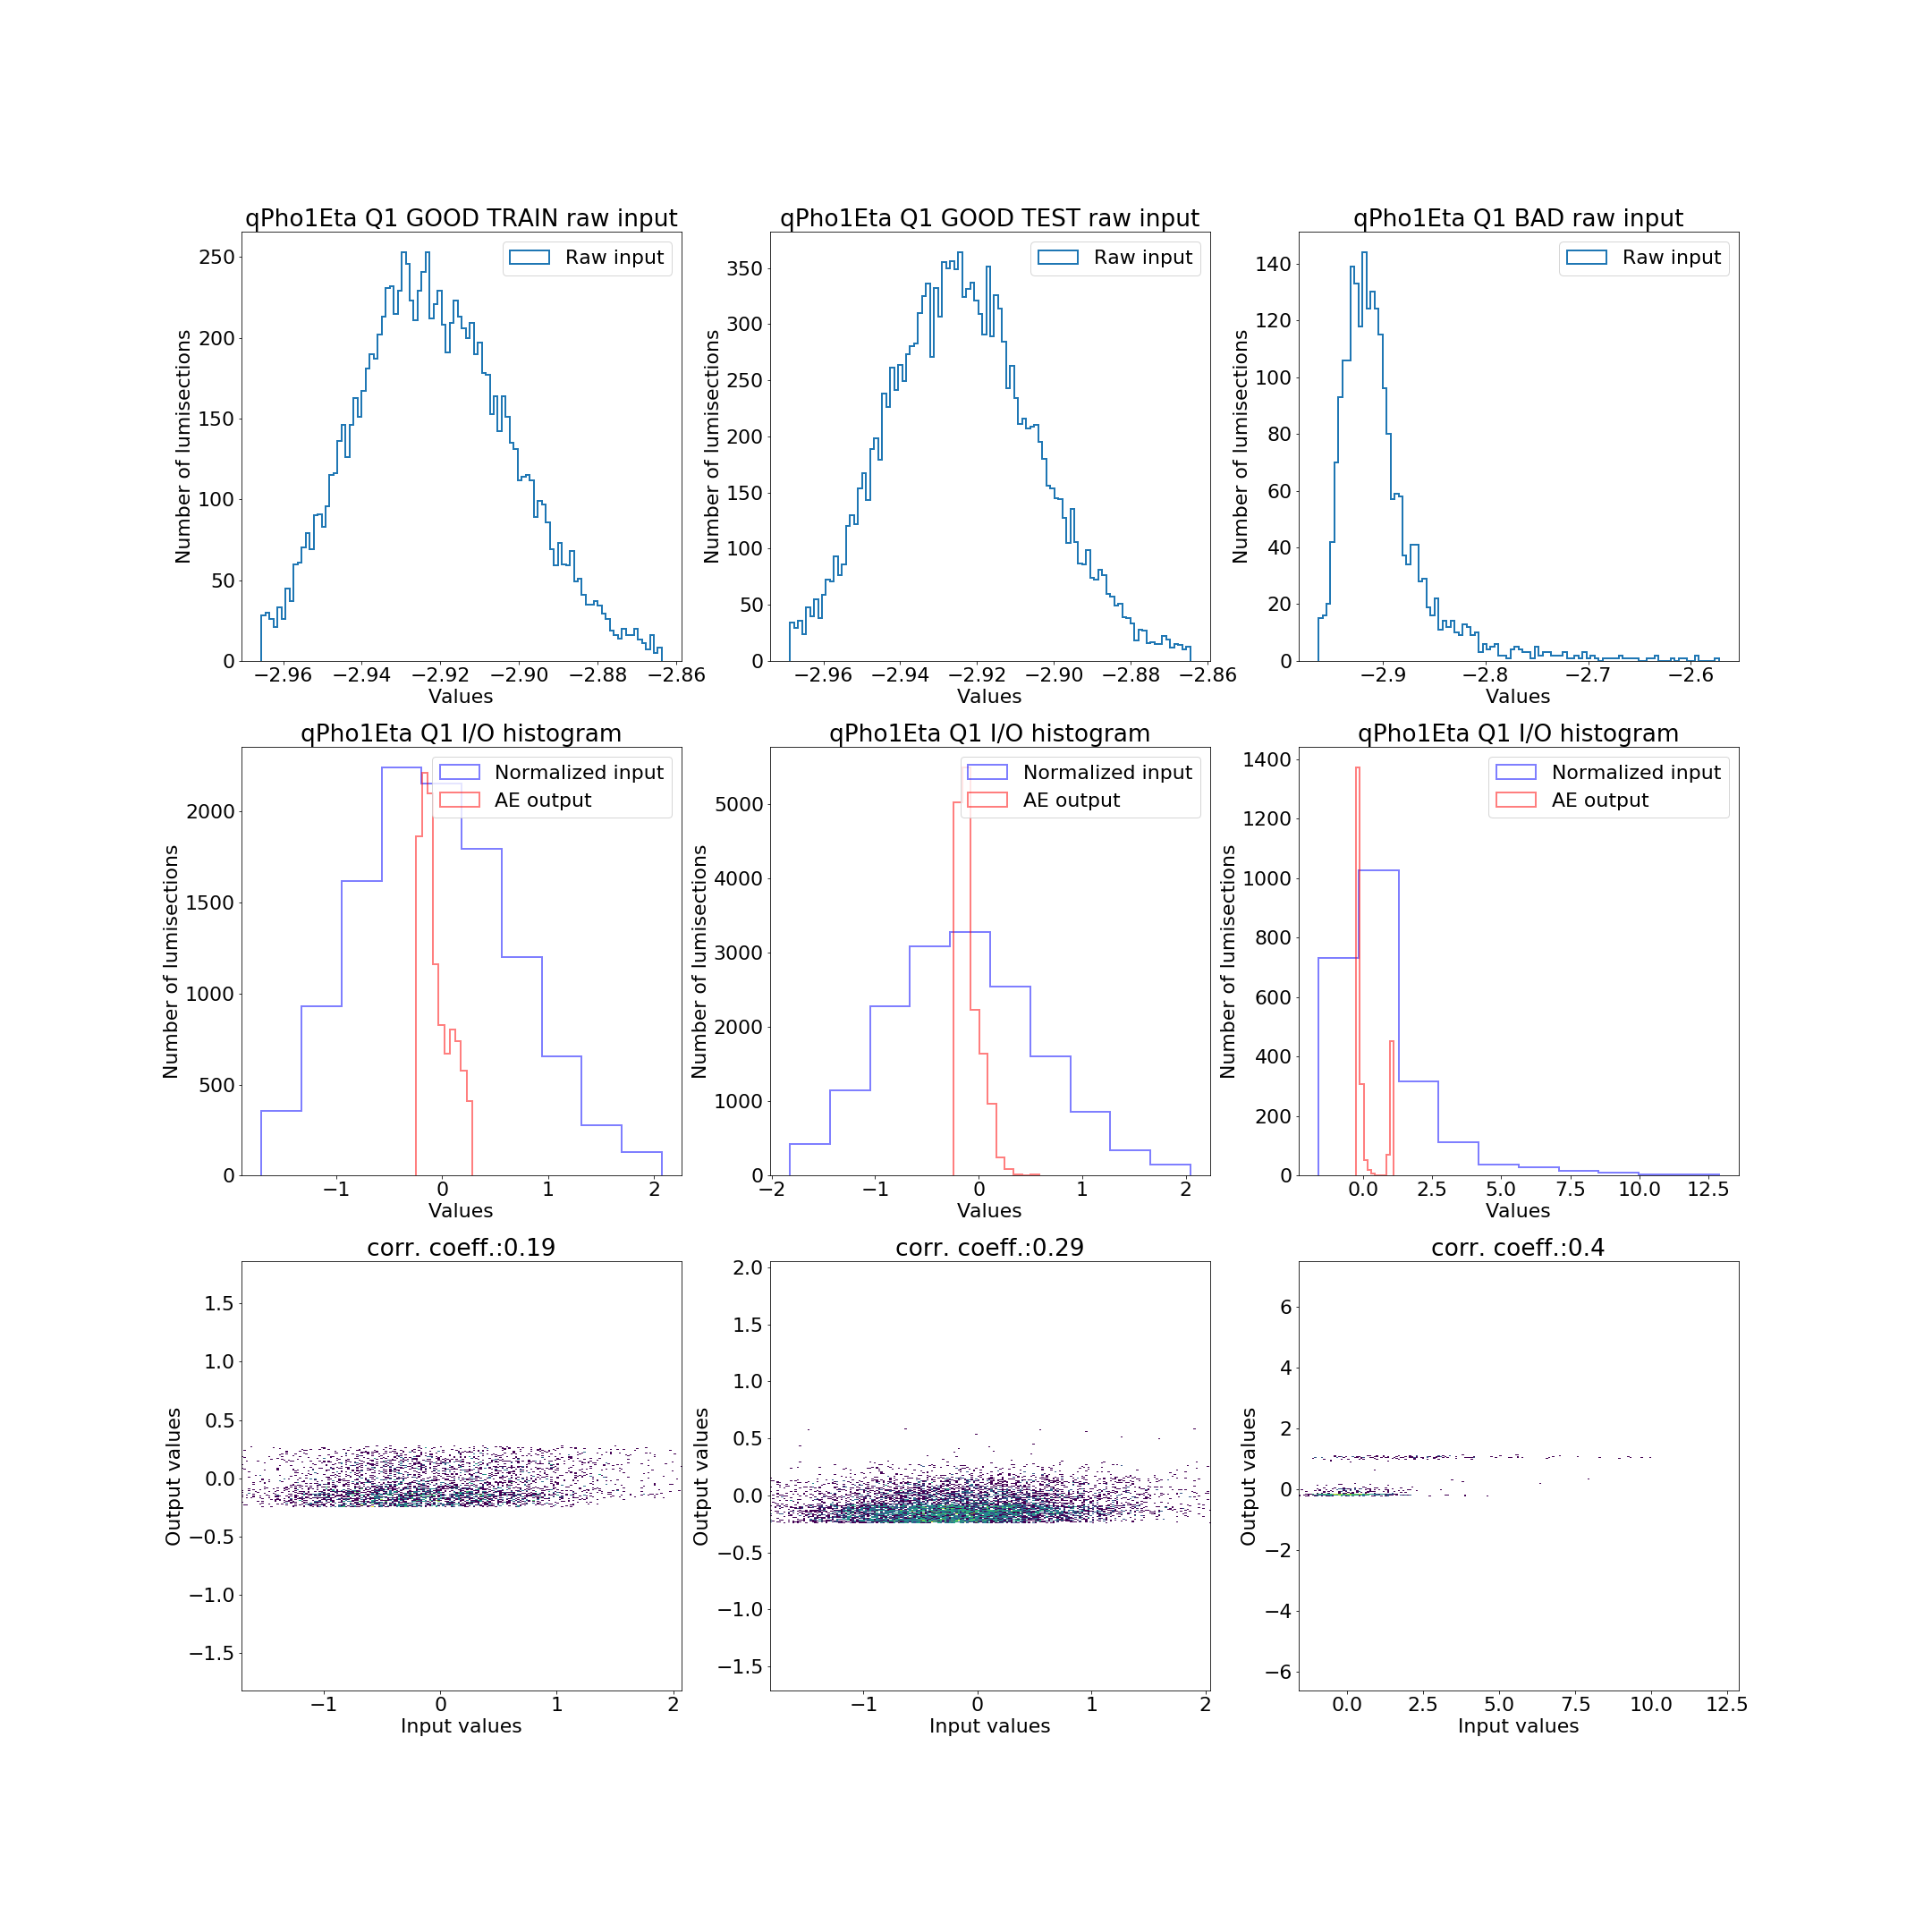 qPho1Eta Q1 GOOD TRAIN raw input
Raw input
250
200
150
100
50
0
Number of lumisections
−2.96 −2.94 −2.92 −2.90 −2.88 −2.86
Values
qPho1Eta Q1 GOOD TEST raw input
Raw input
350
300
250
200
150
100
50
0
Number of lumisections
−2.96 −2.94 −2.92 −2.90 −2.88 −2.86
Values
qPho1Eta Q1 BAD raw input
Raw input
140
120
100
80
60
40
20
0
Number of lumisections
−2.9 −2.8 −2.7 −2.6
Values
qPho1Eta Q1 I/O histogram
Normalized input
AE output
2000
1500
1000
500
0
Number of lumisections
−1 0 1 2
Values
qPho1Eta Q1 I/O histogram
Normalized input
AE output
5000
4000
3000
2000
1000
0
Number of lumisections
−2 −1 0 1 2
Values
qPho1Eta Q1 I/O histogram
Normalized input
AE output
1400
1200
1000
800
600
400
200
0
Number of lumisections
0.0 2.5 5.0 7.5 10.0 12.5
Values
corr. coeff.:0.19
1.5
1.0
0.5
0.0
−0.5
−1.0
−1.5
Output values
−1 0 1 2
Input values
corr. coeff.:0.29
2.0
1.5
1.0
0.5
0.0
−0.5
−1.0
−1.5
Output values
−1 0 1 2
Input values
corr. coeff.:0.4
6
4
2
0
−2
−4
−6
Output values
0.0 2.5 5.0 7.5 10.0 12.5
Input values